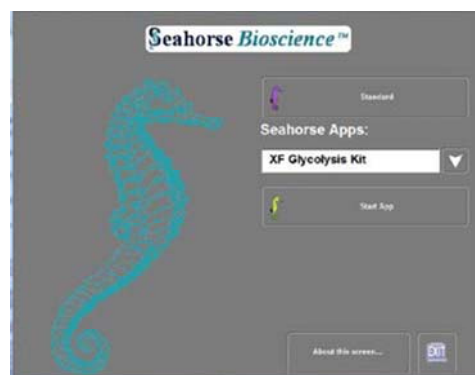 Seahorse Bioscience™
Standard
Seahorse Apps:
XF Glycolysis Kit
Start App
About this screen...
EXIT